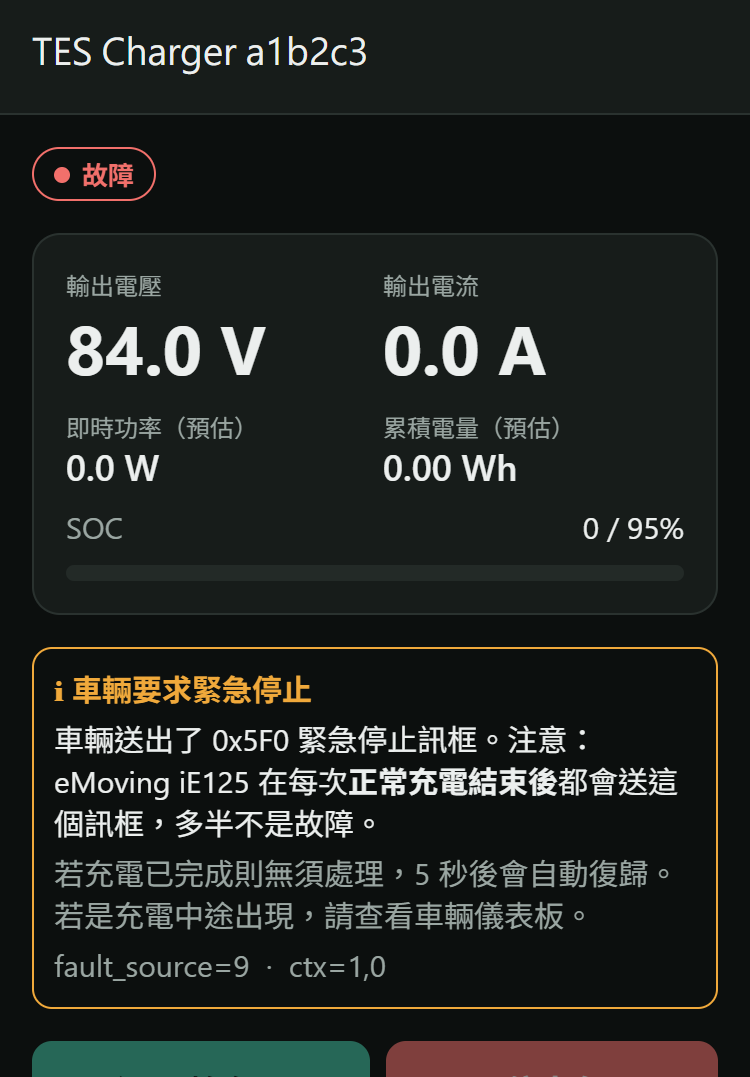 TES Charger a1b2c3
故障
輸出電壓
輸出電流
84.0 V
0.0 A
即時功率（預估）
累積電量（預估）
0.0 W
0.00 Wh
SOC
0 / 95%
i 車輛要求緊急停止
車輛送出了 0x5F0 緊急停止訊框。注意：
eMoving iE125 在每次正常充電結束後都會送這
個訊框，多半不是故障。
若充電已完成則無須處理，5 秒後會自動復歸。
若是充電中途出現，請查看車輛儀表板。
fault_source=9 · ctx=1,0